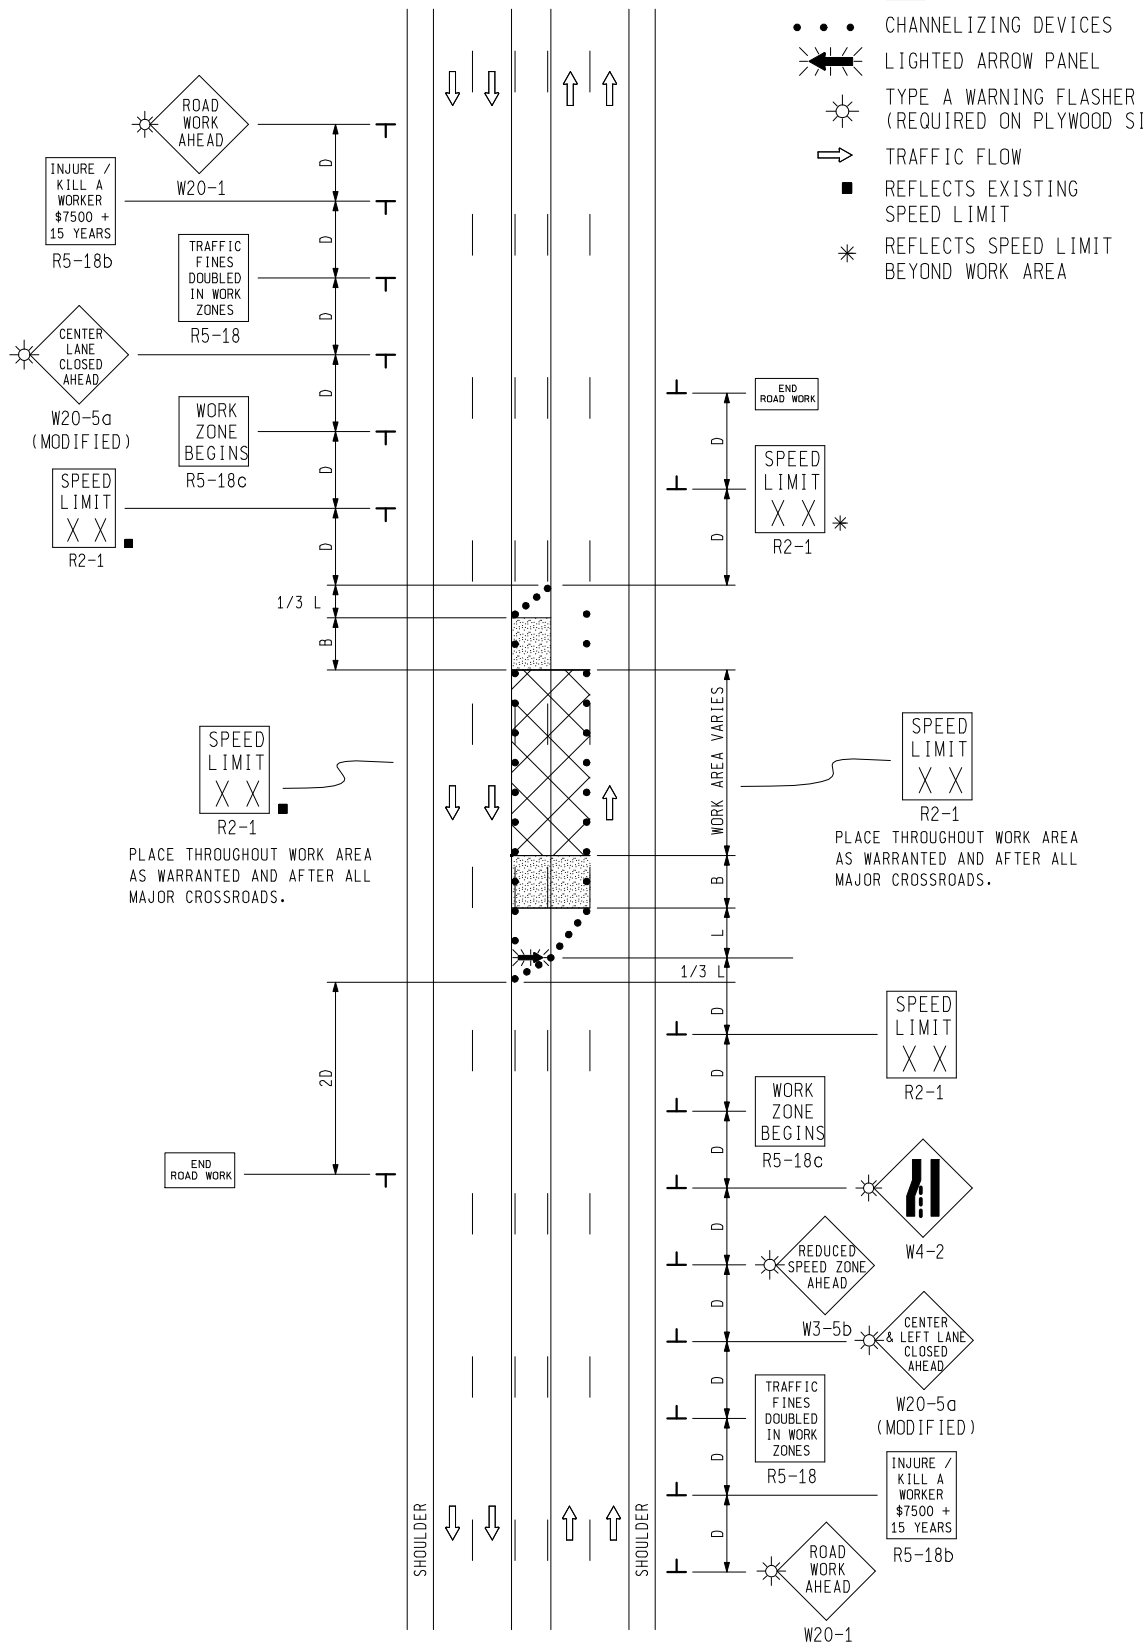 CHANNELIZING DEVICES
LIGHTED ARROW PANEL
TYPE A WARNING FLASHER
(REQUIRED ON PLYWOOD SI
TRAFFIC FLOW
REFLECTS EXISTING
SPEED LIMIT
REFLECTS SPEED LIMIT
BEYOND WORK AREA
ROAD
WORK
AHEAD
W20-1
D
INJURE /
KILL A
WORKER
$7500 +
15 YEARS
R5-18b
D
TRAFFIC
FINES
DOUBLED
IN WORK
ZONES
R5-18
D
CENTER
LANE
CLOSED
AHEAD
W20-5a
(MODIFIED)
D
WORK
ZONE
BEGINS
R5-18c
D
SPEED
LIMIT
X X
R2-1
D
1/3 L
B
END
ROAD WORK
D
SPEED
LIMIT
X X
R2-1
D
SPEED
LIMIT
X X
R2-1
PLACE THROUGHOUT WORK AREA
AS WARRANTED AND AFTER ALL
MAJOR CROSSROADS.
WORK AREA VARIES
SPEED
LIMIT
X X
R2-1
PLACE THROUGHOUT WORK AREA
AS WARRANTED AND AFTER ALL
MAJOR CROSSROADS.
B
L
1/3 L
D
SPEED
LIMIT
X X
R2-1
2D
D
WORK
ZONE
BEGINS
R5-18c
END
ROAD WORK
D
W4-2
D
REDUCED
SPEED ZONE
AHEAD
W3-5b
D
CENTER
& LEFT LANE
CLOSED
AHEAD
W20-5a
(MODIFIED)
D
TRAFFIC
FINES
DOUBLED
IN WORK
ZONES
R5-18
D
INJURE /
KILL A
WORKER
$7500 +
15 YEARS
R5-18b
D
ROAD
WORK
AHEAD
W20-1
SHOULDER
SHOULDER